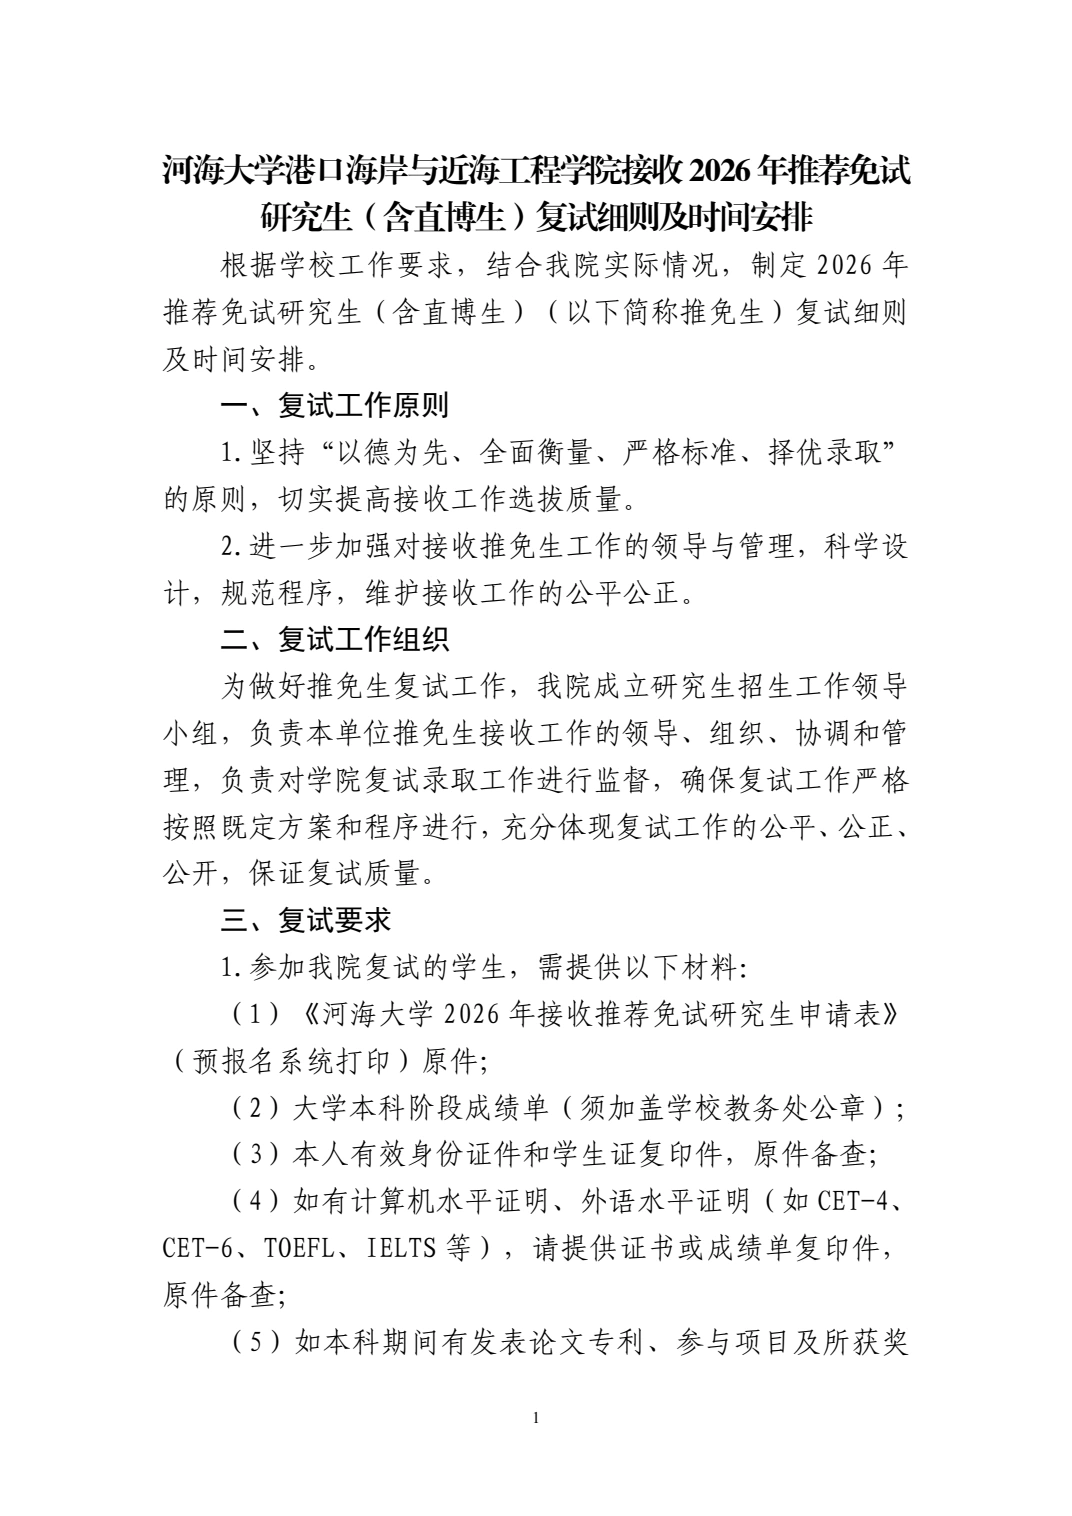 河海大学港口海岸与近海工程学院接收 2026 年推荐免试
研究生（含直博生）复试细则及时间安排
根据学校工作要求，结合我院实际情况，制定 2026 年
推荐免试研究生（含直博生）（以下简称推免生）复试细则
及时间安排。
一、复试工作原则
1.坚持“以德为先、全面衡量、严格标准、择优录取”
的原则，切实提高接收工作选拔质量。
2.进一步加强对接收推免生工作的领导与管理，科学设
计，规范程序，维护接收工作的公平公正。
二、复试工作组织
为做好推免生复试工作，我院成立研究生招生工作领导
小组，负责本单位推免生接收工作的领导、组织、协调和管
理，负责对学院复试录取工作进行监督，确保复试工作严格
按照既定方案和程序进行，充分体现复试工作的公平、公正、
公开，保证复试质量。
三、复试要求
1.参加我院复试的学生，需提供以下材料：
（1）《河海大学 2026 年接收推荐免试研究生申请表》
（预报名系统打印）原件；
（2）大学本科阶段成绩单（须加盖学校教务处公章）；
（3）本人有效身份证件和学生证复印件，原件备查；
（4）如有计算机水平证明、外语水平证明（如 CET-4、
CET-6、TOEFL、IELTS 等），请提供证书或成绩单复印件，
原件备查；
（5）如本科期间有发表论文专利、参与项目及所获奖
1